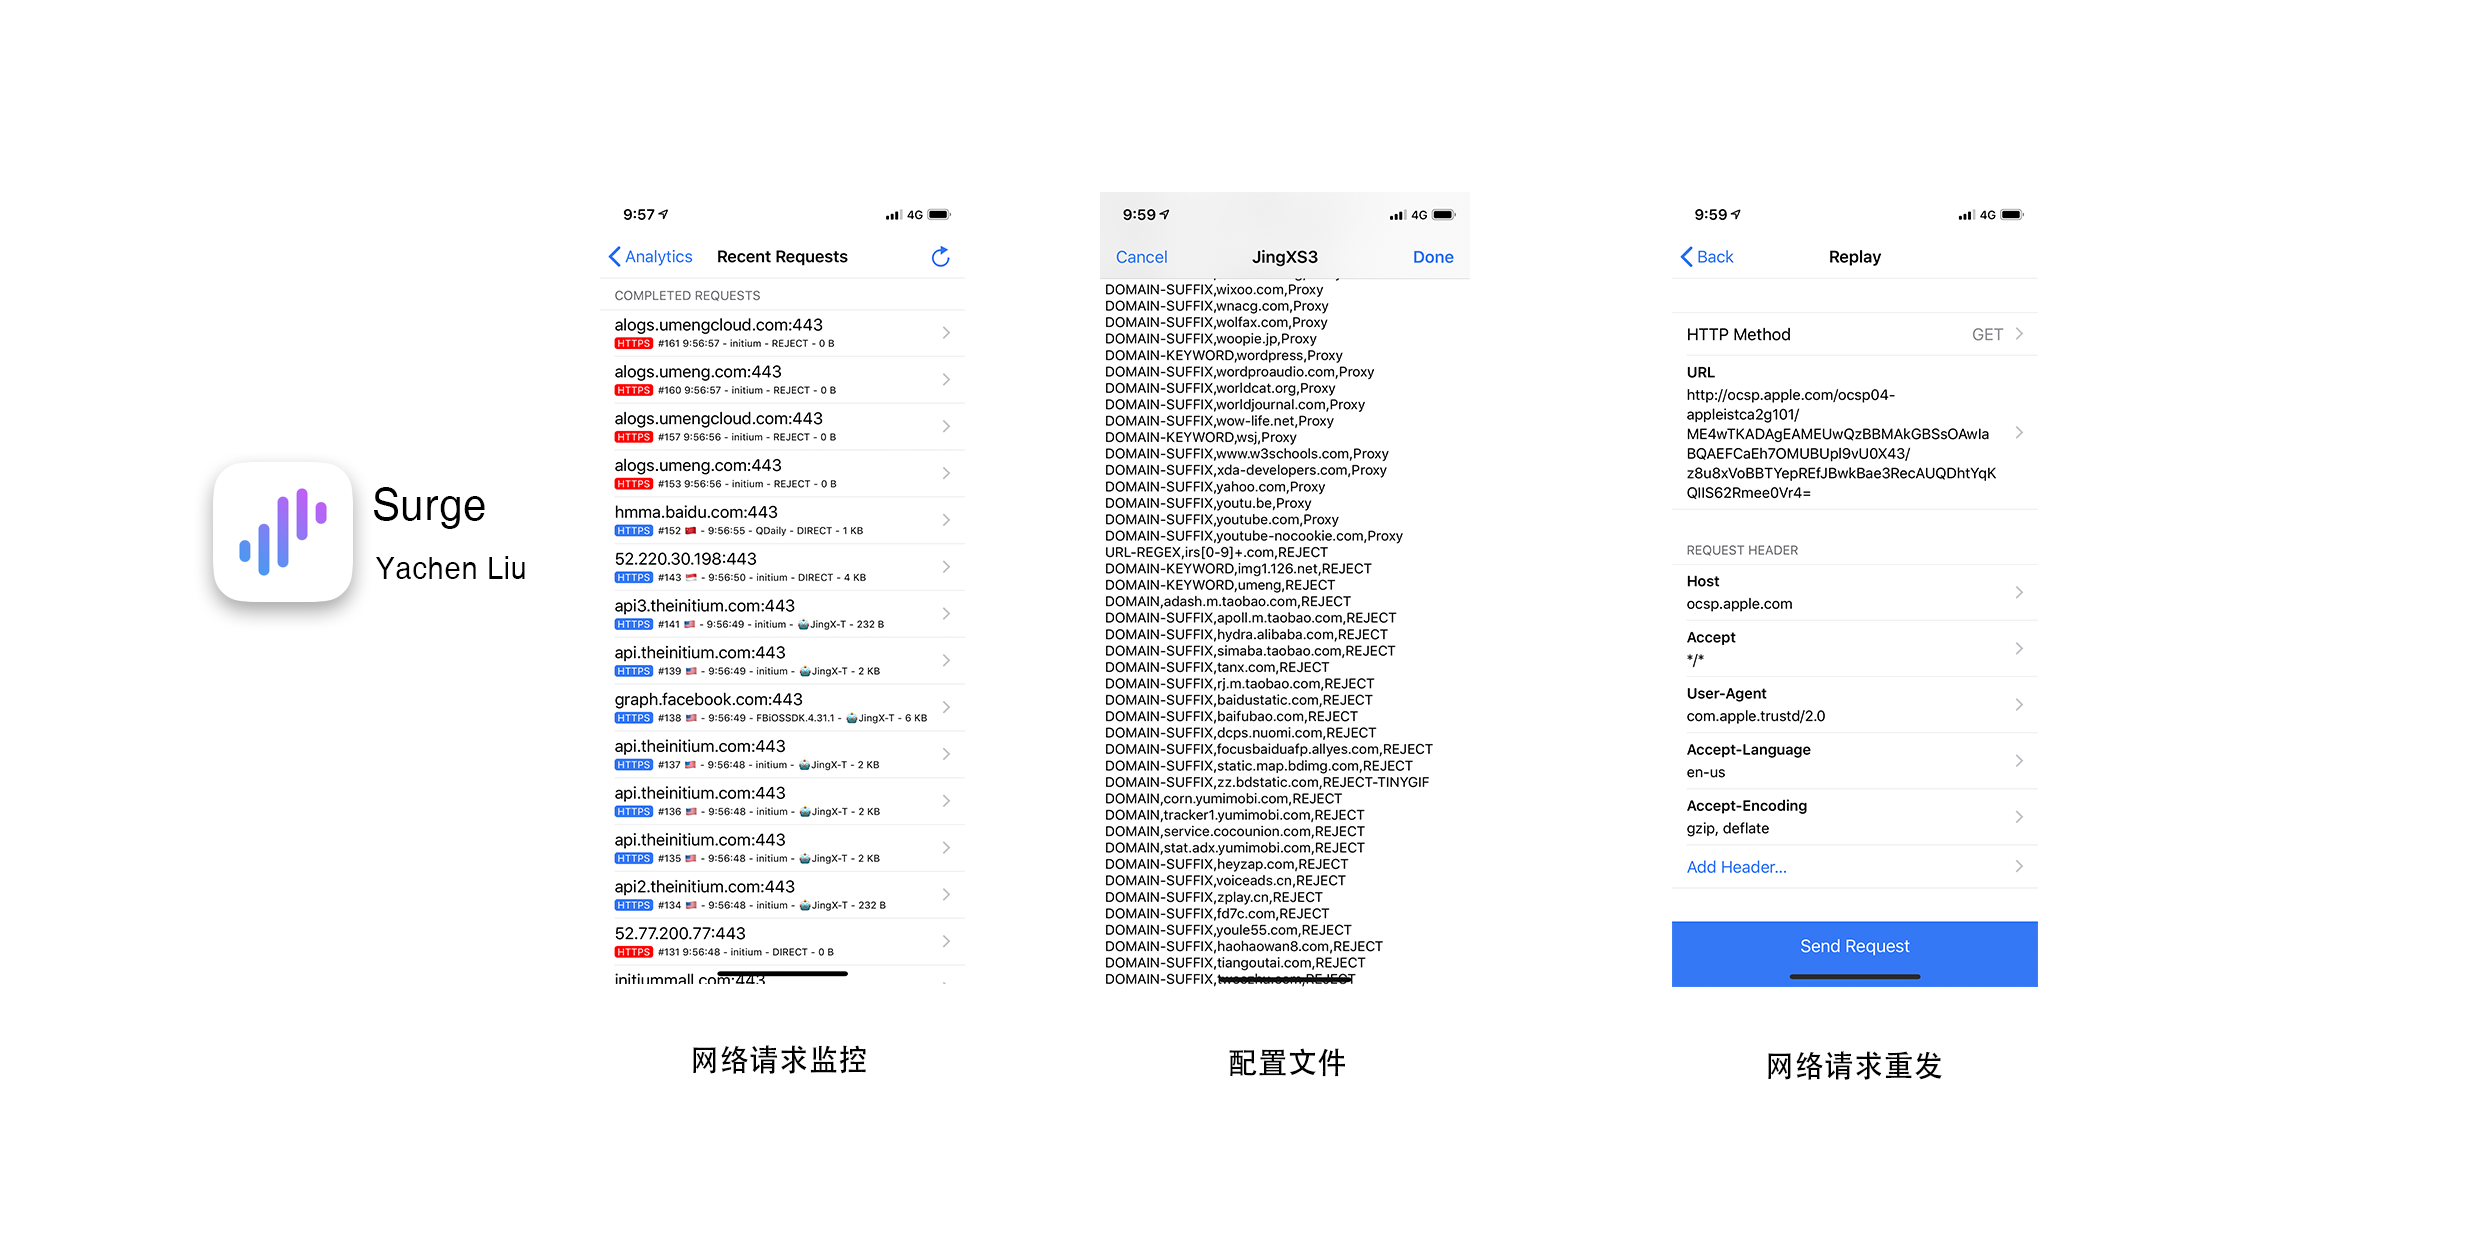 Surge
Yachen Liu
9:57
4G
Analytics
Recent Requests
COMPLETED REQUESTS
alogs.umengcloud.com:443
HTTPS #161 9:56:57 - initium - REJECT - 0 B
alogs.umeng.com:443
HTTPS #160 9:56:57 - initium - REJECT - 0 B
alogs.umengcloud.com:443
HTTPS #157 9:56:56 - initium - REJECT - 0 B
alogs.umeng.com:443
HTTPS #153 9:56:56 - initium - REJECT - 0 B
hmma.baidu.com:443
HTTPS #152 🇨🇳 - 9:56:55 - QDaily - DIRECT - 1 KB
52.220.30.198:443
HTTPS #143 🇸🇬 - 9:56:50 - initium - DIRECT - 4 KB
api3.theinitium.com:443
HTTPS #141 🇺🇸 - 9:56:49 - initium - 🤖JingX-T - 232 B
api.theinitium.com:443
HTTPS #139 🇺🇸 - 9:56:49 - initium - 🤖JingX-T - 2 KB
graph.facebook.com:443
HTTPS #138 🇺🇸 - 9:56:49 - FBiOSSDK.4.31.1 - 🤖JingX-T - 6 KB
api.theinitium.com:443
HTTPS #137 🇺🇸 - 9:56:48 - initium - 🤖JingX-T - 2 KB
api.theinitium.com:443
HTTPS #136 🇺🇸 - 9:56:48 - initium - 🤖JingX-T - 2 KB
api.theinitium.com:443
HTTPS #135 🇺🇸 - 9:56:48 - initium - 🤖JingX-T - 2 KB
api2.theinitium.com:443
HTTPS #134 🇺🇸 - 9:56:48 - initium - 🤖JingX-T - 232 B
52.77.200.77:443
HTTPS #131 9:56:48 - initium - DIRECT - 0 B
initiummall.com:443
网络请求监控
9:59
4G
Cancel
JingXS3
Done
DOMAIN-SUFFIX,wixoo.com,Proxy
DOMAIN-SUFFIX,wnacg.com,Proxy
DOMAIN-SUFFIX,wolfax.com,Proxy
DOMAIN-SUFFIX,woopie.jp,Proxy
DOMAIN-KEYWORD,wordpress,Proxy
DOMAIN-SUFFIX,wordproaudio.com,Proxy
DOMAIN-SUFFIX,worldcat.org,Proxy
DOMAIN-SUFFIX,worldjournal.com,Proxy
DOMAIN-SUFFIX,wow-life.net,Proxy
DOMAIN-KEYWORD,wsj,Proxy
DOMAIN-SUFFIX,www.w3schools.com,Proxy
DOMAIN-SUFFIX,xda-developers.com,Proxy
DOMAIN-SUFFIX,yahoo.com,Proxy
DOMAIN-SUFFIX,youtu.be,Proxy
DOMAIN-SUFFIX,youtube.com,Proxy
DOMAIN-SUFFIX,youtube-nocookie.com,Proxy
URL-REGEX,irs[0-9]+.com,REJECT
DOMAIN-KEYWORD,img1.126.net,REJECT
DOMAIN-KEYWORD,umeng,REJECT
DOMAIN,adash.m.taobao.com,REJECT
DOMAIN-SUFFIX,apoll.m.taobao.com,REJECT
DOMAIN-SUFFIX,hydra.alibaba.com,REJECT
DOMAIN-SUFFIX,simaba.taobao.com,REJECT
DOMAIN-SUFFIX,tanx.com,REJECT
DOMAIN-SUFFIX,rj.m.taobao.com,REJECT
DOMAIN-SUFFIX,baidustatic.com,REJECT
DOMAIN-SUFFIX,baifubao.com,REJECT
DOMAIN-SUFFIX,dcps.nuomi.com,REJECT
DOMAIN-SUFFIX,focusbaiduafp.allyes.com,REJECT
DOMAIN-SUFFIX,static.map.bdimg.com,REJECT
DOMAIN-SUFFIX,zz.bdstatic.com,REJECT-TINYGIF
DOMAIN,corn.yumimobi.com,REJECT
DOMAIN,tracker1.yumimobi.com,REJECT
DOMAIN,service.cocounion.com,REJECT
DOMAIN,stat.adx.yumimobi.com,REJECT
DOMAIN-SUFFIX,heyzap.com,REJECT
DOMAIN-SUFFIX,voiceads.cn,REJECT
DOMAIN-SUFFIX,zplay.cn,REJECT
DOMAIN-SUFFIX,fd7c.com,REJECT
DOMAIN-SUFFIX,youle55.com,REJECT
DOMAIN-SUFFIX,haohaowan8.com,REJECT
DOMAIN-SUFFIX,tiangoutai.com,REJECT
DOMAIN-SUFFIX,
配置文件
9:59
4G
Back
Replay
HTTP Method
GET
URL
http://ocsp.apple.com/ocsp04-
appleistca2g101/
ME4wTKADAgEAMEUwQzBBMAkGBSsOAwIa
BQAEFCaEh7OMUBUpI9vU0X43/
z8u8xVoBBTYepREfJBwkBae3RecAUQDhtYqK
QIIS62Rmee0Vr4=
REQUEST HEADER
Host
ocsp.apple.com
Accept
*/*
User-Agent
com.apple.trustd/2.0
Accept-Language
en-us
Accept-Encoding
gzip, deflate
Add Header...
Send Request
网络请求重发